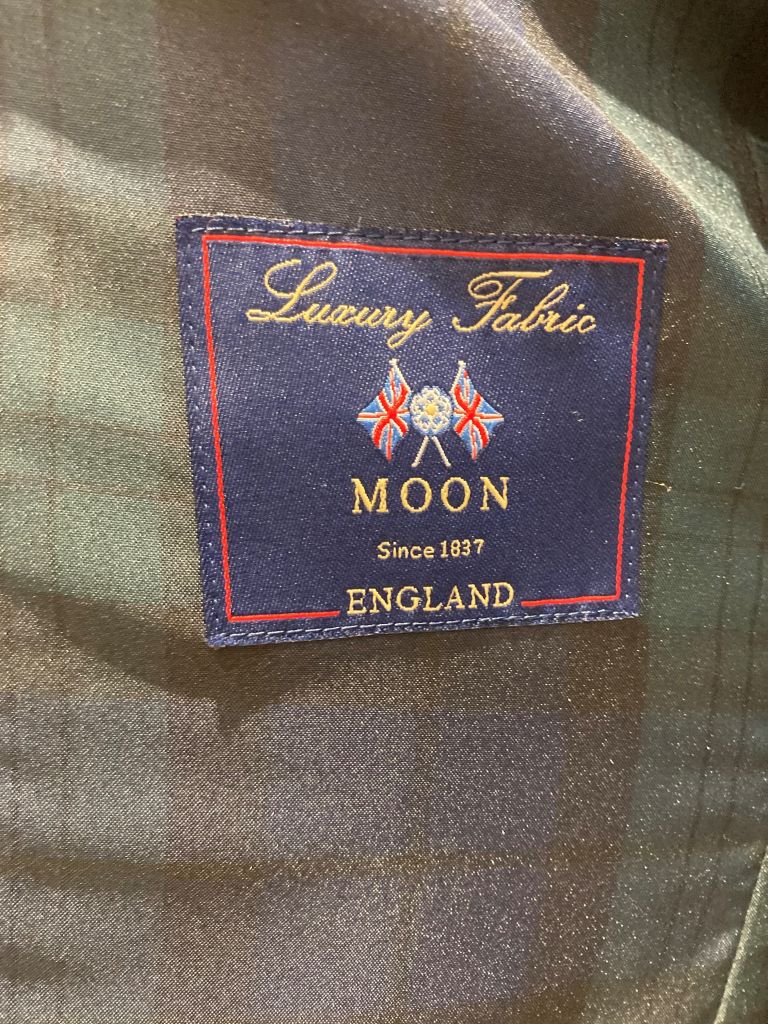 Luxury Fabric
MOON
Since 1837
ENGLAND